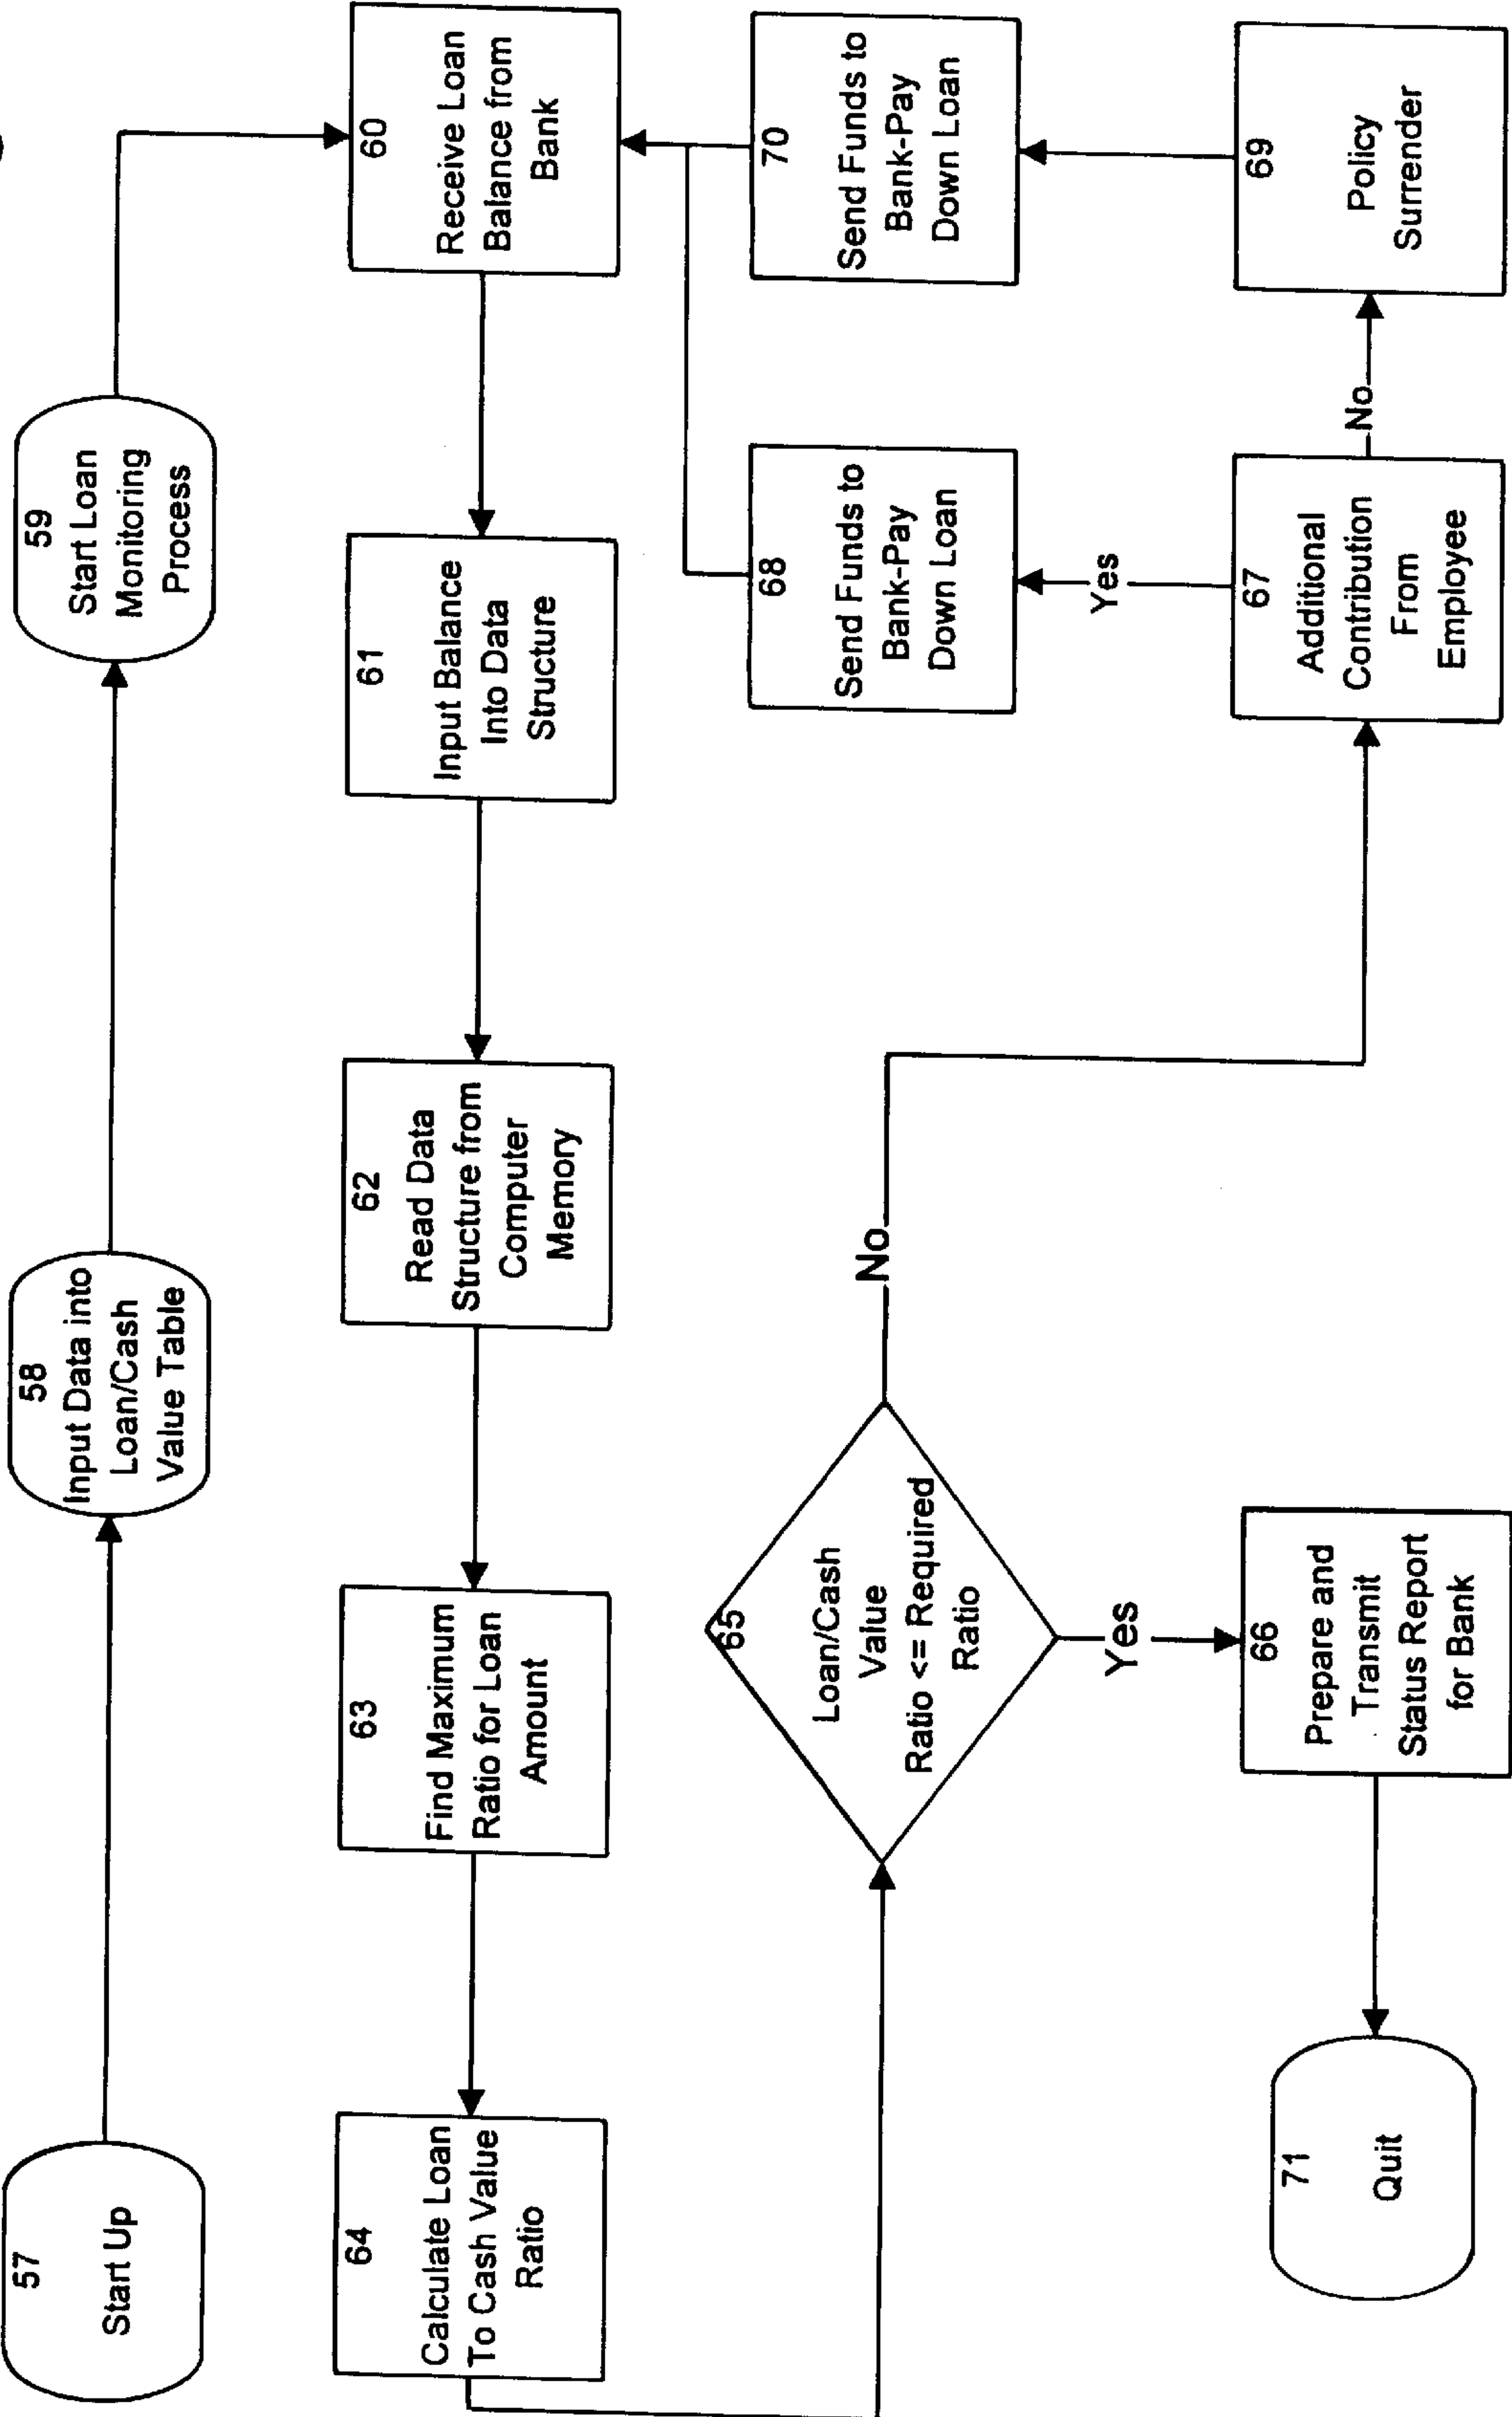 57
Start Up
58
Input Data into
Loan/Cash
Value Table
59
Start Loan
Monitoring
Process
60
Receive Loan
Balance from
Bank
61
Input Balance
Into Data
Structure
62
Read Data
Structure from
Computer
Memory
63
Find Maximum
Ratio for Loan
Amount
64
Calculate Loan
To Cash Value
Ratio
65
Loan/Cash
Value
Ratio <= Required
Ratio
No
Yes
66
Prepare and
Transmit
Status Report
for Bank
71
Quit
67
Additional
Contribution
From
Employee
Yes
No
68
Send Funds to
Bank-Pay
Down Loan
69
Policy
Surrender
70
Send Funds to
Bank-Pay
Down Loan